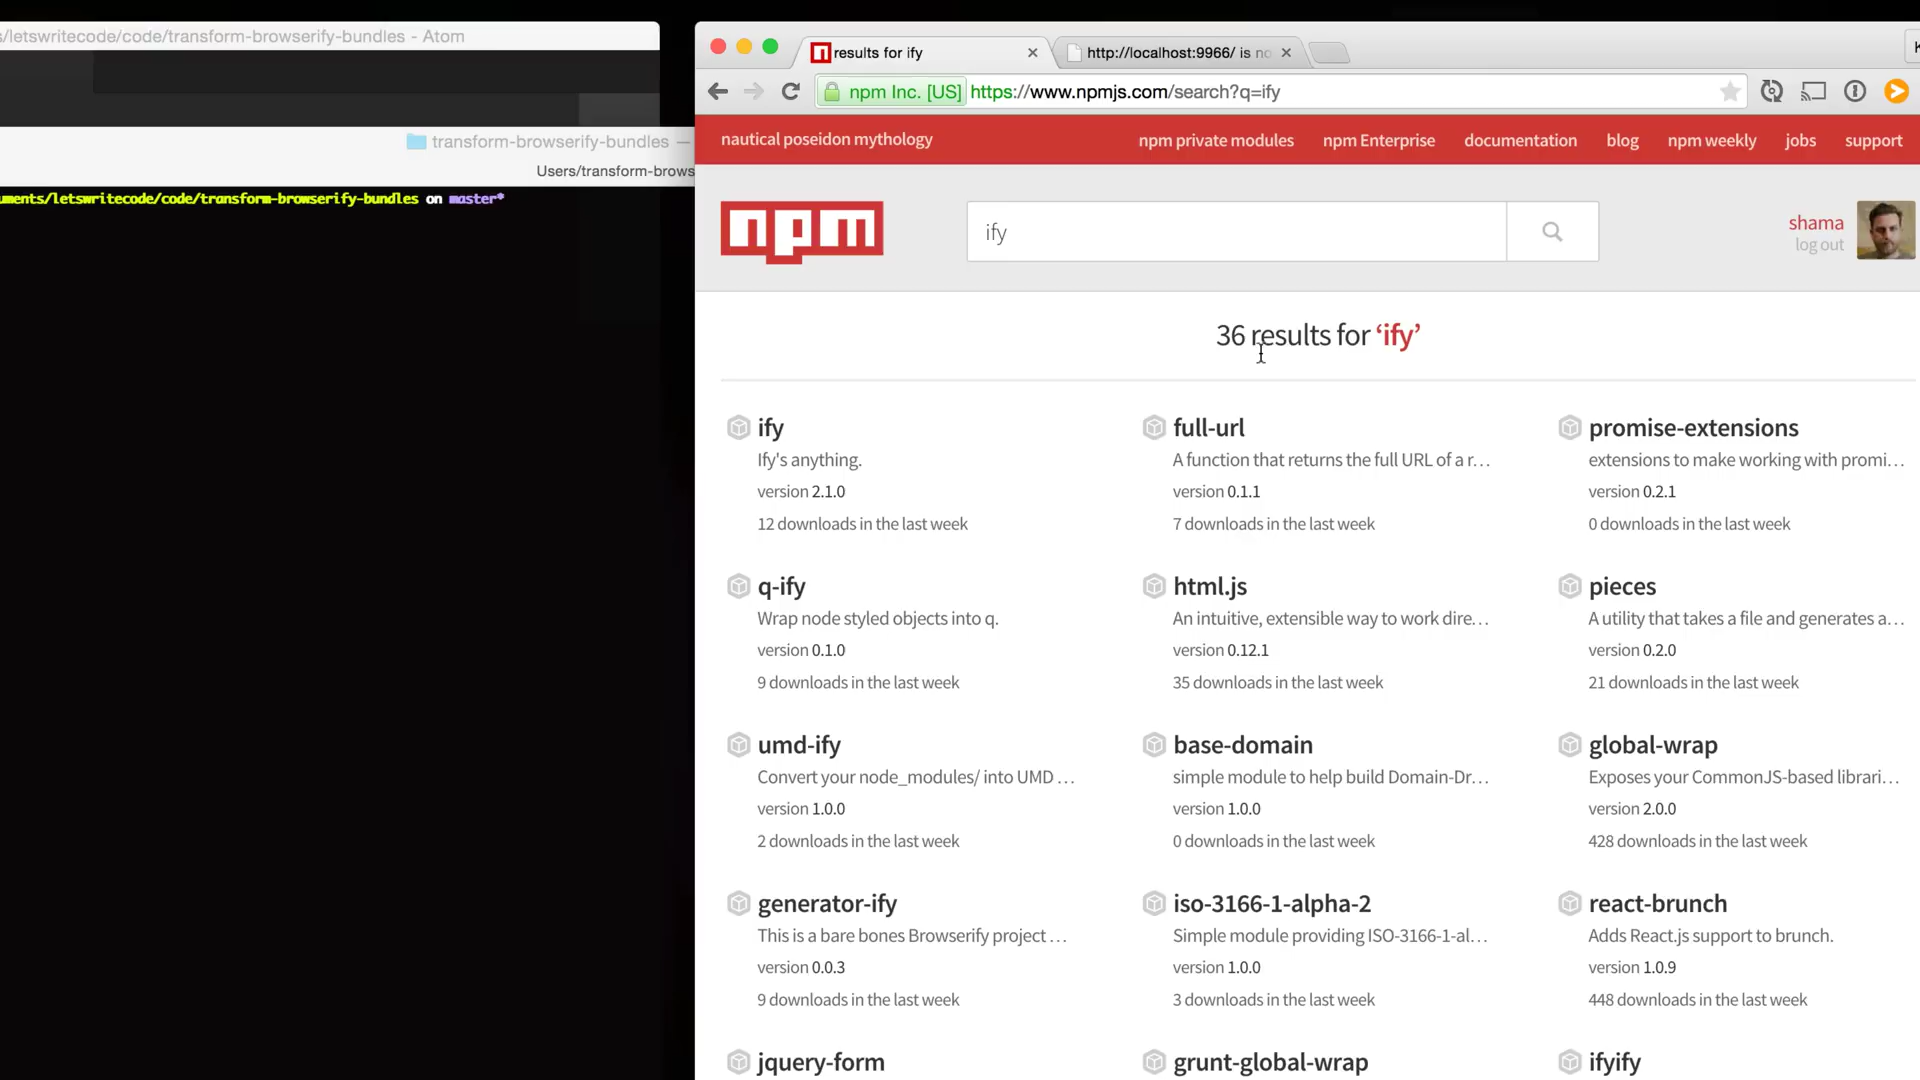 s/letswritecode/code/transform-browserify-bundles - Atom
transform-browserify-bundles —
Users/transform-brows
uments/letswritecode/code/transform-browserify-bundles on master*
results for ify
http://localhost:9966/ is no
npm Inc. [US] https://www.npmjs.com/search?q=ify
nautical poseidon mythology
npm private modules npm Enterprise documentation blog npm weekly jobs support
npm
ify
shama
log out
36 results for ‘ify’
ify
Ify's anything.
version 2.1.0
12 downloads in the last week
full-url
A function that returns the full URL of a r…
version 0.1.1
7 downloads in the last week
promise-extensions
extensions to make working with promi…
version 0.2.1
0 downloads in the last week
q-ify
Wrap node styled objects into q.
version 0.1.0
9 downloads in the last week
html.js
An intuitive, extensible way to work dire…
version 0.12.1
35 downloads in the last week
pieces
A utility that takes a file and generates a…
version 0.2.0
21 downloads in the last week
umd-ify
Convert your node_modules/ into UMD …
version 1.0.0
2 downloads in the last week
base-domain
simple module to help build Domain-Dr…
version 1.0.0
0 downloads in the last week
global-wrap
Exposes your CommonJS-based librari…
version 2.0.0
428 downloads in the last week
generator-ify
This is a bare bones Browserify project …
version 0.0.3
9 downloads in the last week
iso-3166-1-alpha-2
Simple module providing ISO-3166-1-al…
version 1.0.0
3 downloads in the last week
react-brunch
Adds React.js support to brunch.
version 1.0.9
448 downloads in the last week
jquery-form
grunt-global-wrap
ifyify